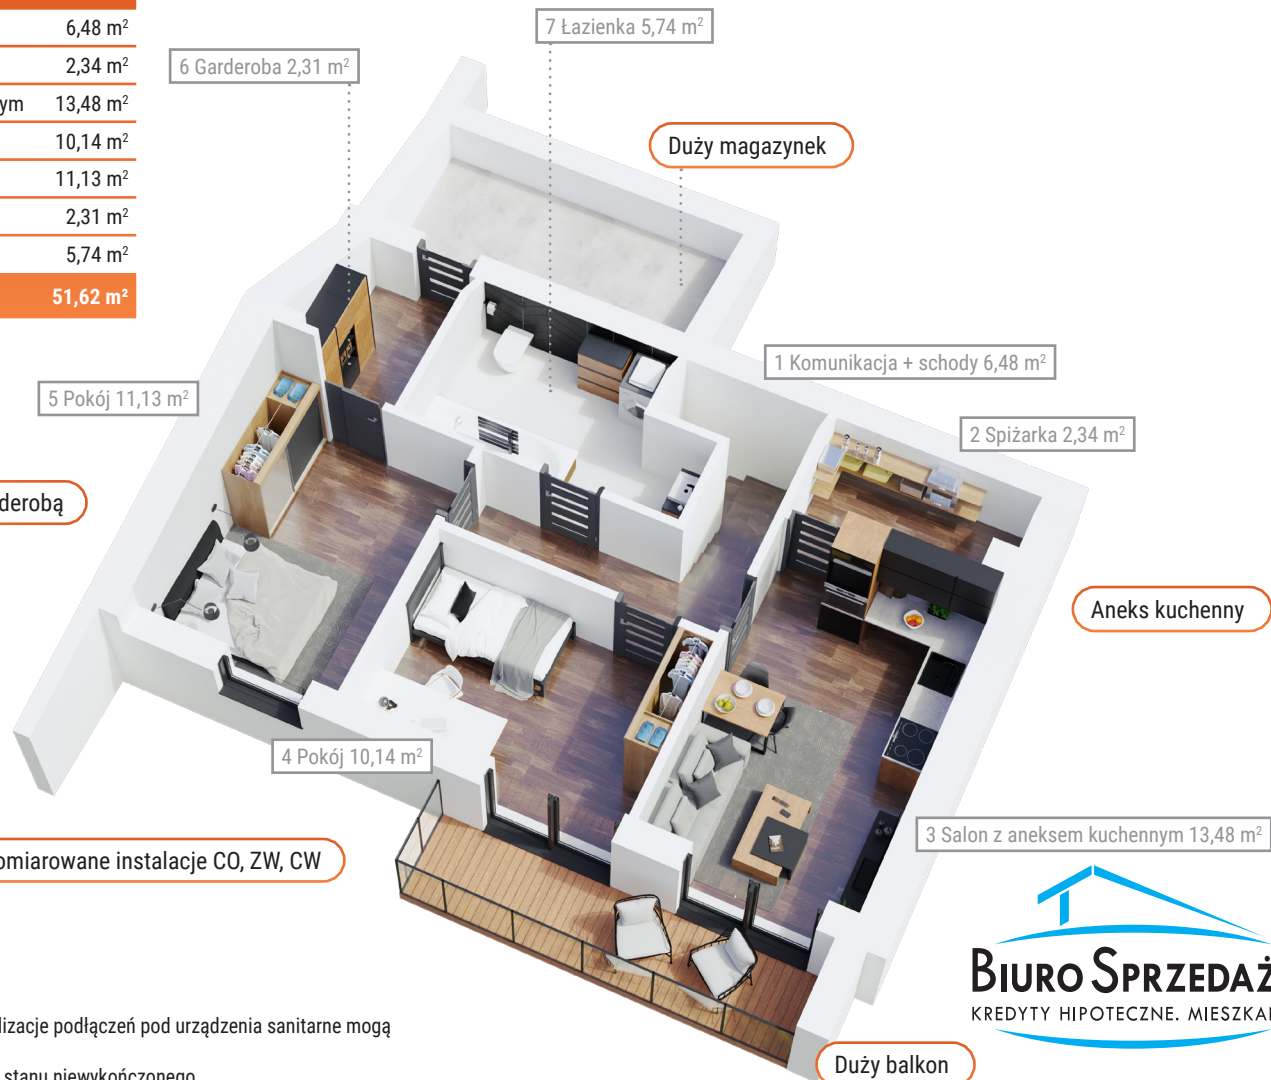 6,48 m²
2,34 m²
ym 13,48 m²
10,14 m²
11,13 m²
2,31 m²
5,74 m²
51,62 m²
7 Łazienka 5,74 m²
6 Garderoba 2,31 m²
Duży magazynek
1 Komunikacja + schody 6,48 m²
5 Pokój 11,13 m²
2 Spiżarka 2,34 m²
derobą
Aneks kuchenny
4 Pokój 10,14 m²
3 Salon z aneksem kuchennym 13,48 m²
omiarowane instalacje CO, ZW, CW
BIURO SPRZEDAŻ
KREDYTY HIPOTECZNE. MIESZKA
lizacje podłączeń pod urządzenia sanitarne mogą
Duży balkon
stanu niewykończonego